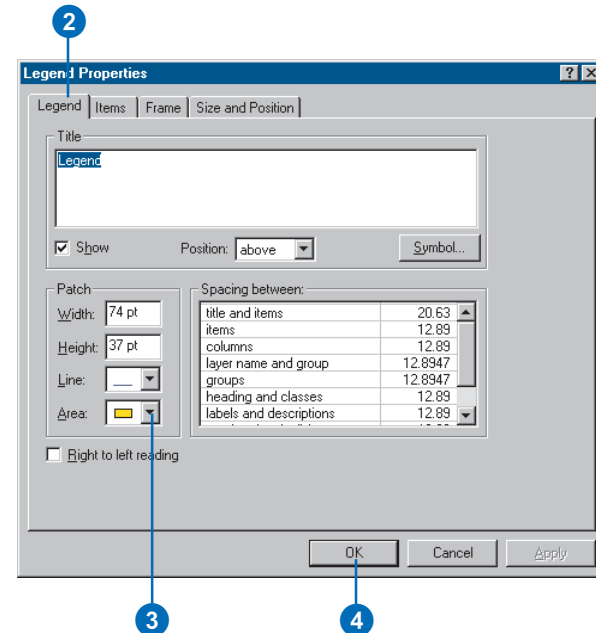 2
Legend Properties
Legend Items Frame Size and Position
Title
Legend
Show Position: above Symbol...
Patch
Width: 74 pt
Height: 37 pt
Line:
Area:
Spacing between:
title and items 20.63
items 12.89
columns 12.89
layer name and group 12.8947
groups 12.8947
heading and classes 12.89
labels and descriptions 12.89
Right to left reading
OK Cancel Apply
3 4